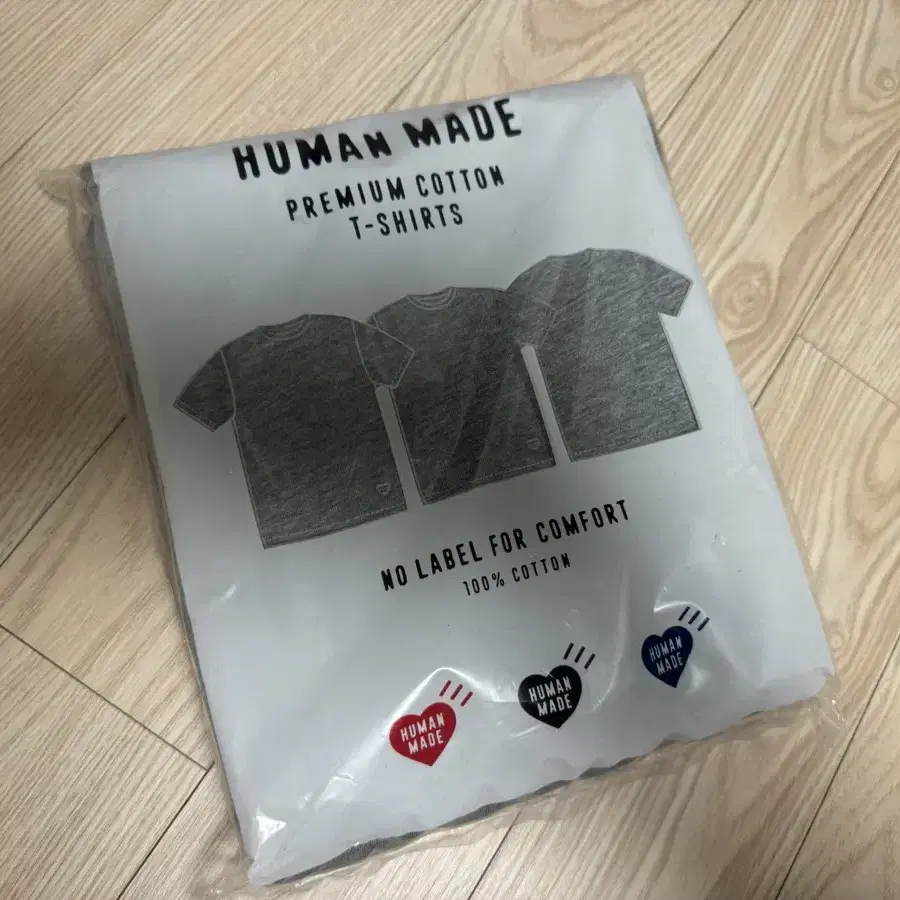 HUMAN MADE
PREMIUM COTTON
T-SHIRTS
NO LABEL FOR COMFORT
100% COTTON
HUMAN
MADE
HUMAN
MADE
HUMAN
MADE